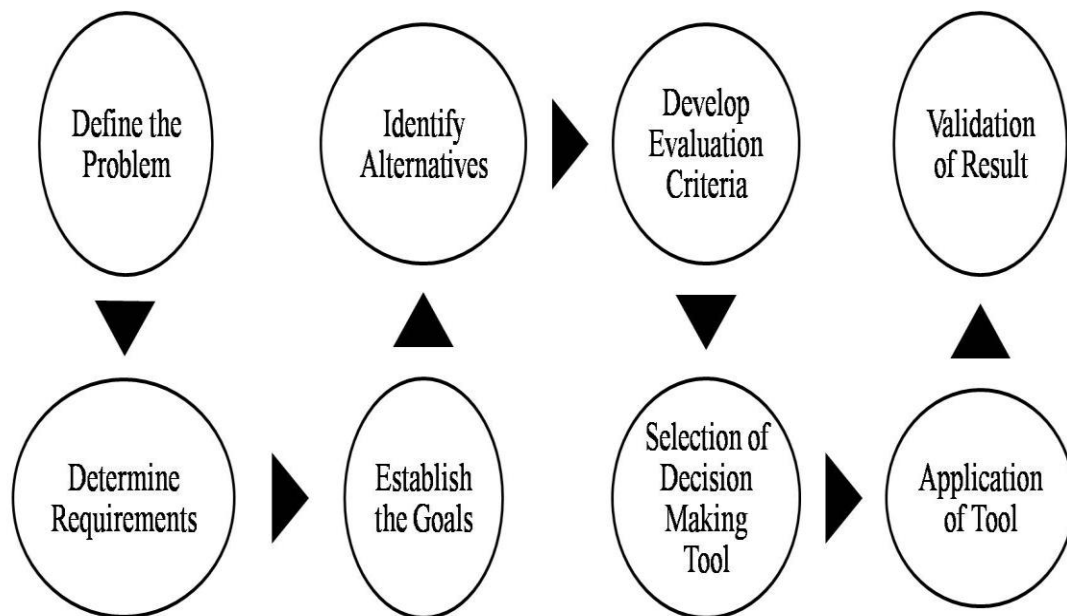 Define the
Problem
Determine
Requirements
Establish
the Goals
Identify
Alternatives
Develop
Evaluation
Criteria
Selection of
Decision
Making
Tool
Application
of Tool
Validation
of Result